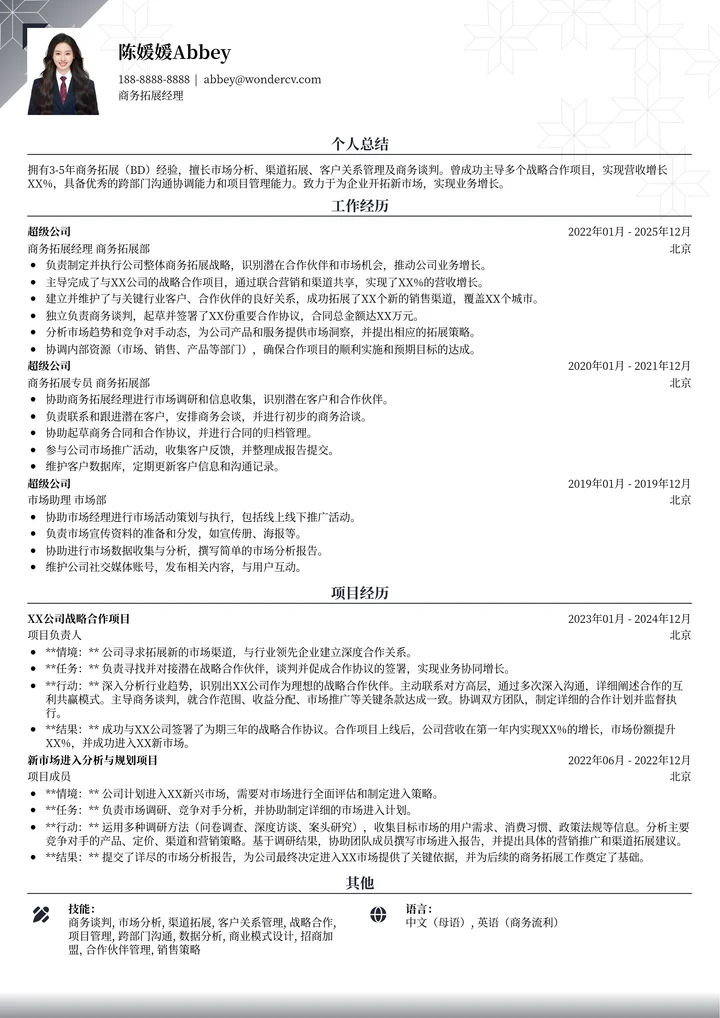 陈媛媛Abbey
188-8888-8888 | abbey@wondercv.com
商务拓展经理
个人总结
拥有3-5年商务拓展（BD）经验，擅长市场分析、渠道拓展、客户关系管理及商务谈判。曾成功主导多个战略合作项目，实现营收增长
XX%，具备优秀的跨部门沟通协调能力和项目管理能力。致力于为企业开拓新市场，实现业务增长。
工作经历
超级公司 2022年01月 - 2025年12月
商务拓展经理 商务拓展部 北京
• 负责制定并执行公司整体商务拓展战略，识别潜在合作伙伴和市场机会，推动公司业务增长。
• 主导完成了与XX公司的战略合作项目，通过联合营销和渠道共享，实现了XX%的营收增长。
• 建立并维护了与关键行业客户、合作伙伴的良好关系，成功拓展了XX个新的销售渠道，覆盖XX个城市。
• 独立负责商务谈判，起草并签署了XX份重要合作协议，合同总金额达XX万元。
• 分析市场趋势和竞争对手动态，为公司产品和服务提供市场洞察，并提出相应的拓展策略。
• 协调内部资源（市场、销售、产品等部门），确保合作项目的顺利实施和预期目标的达成。
超级公司 2020年01月 - 2021年12月
商务拓展专员 商务拓展部 北京
• 协助商务拓展经理进行市场调研和信息收集，识别潜在客户和合作伙伴。
• 负责联系和跟进潜在客户，安排商务会谈，并进行初步的商务洽谈。
• 协助起草商务合同和合作协议，并进行合同的归档管理。
• 参与公司市场推广活动，收集客户反馈，并整理成报告提交。
• 维护客户数据库，定期更新客户信息和沟通记录。
超级公司 2019年01月 - 2019年12月
市场助理 市场部 北京
• 协助市场经理进行市场活动策划与执行，包括线上线下推广活动。
• 负责市场宣传资料的准备和分发，如宣传册、海报等。
• 协助进行市场数据收集与分析，撰写简单的市场分析报告。
• 维护公司社交媒体账号，发布相关内容，与用户互动。
项目经历
XX公司战略合作项目 2023年01月 - 2024年12月
项目负责人 北京
• **情境：** 公司寻求拓展新的市场渠道，与行业领先企业建立深度合作关系。
• **任务：** 负责寻找并对接潜在战略合作伙伴，谈判并促成合作协议的签署，实现业务协同增长。
• **行动：** 深入分析行业趋势，识别出XX公司作为理想的战略合作伙伴。主动联系对方高层，通过多次深入沟通，详细阐述合作的互
利共赢模式。主导商务谈判，就合作范围、收益分配、市场推广等关键条款达成一致。协调双方团队，制定详细的合作计划并监督执
行。
• **结果：** 成功与XX公司签署了为期三年的战略合作协议。合作项目上线后，公司营收在第一年内实现XX%的增长，市场份额提升
XX%，并成功进入XX新市场。
新市场进入分析与规划项目 2022年06月 - 2022年12月
项目成员 北京
• **情境：** 公司计划进入XX新兴市场，需要对市场进行全面评估和制定进入策略。
• **任务：** 负责市场调研、竞争对手分析，并协助制定详细的市场进入计划。
• **行动：** 运用多种调研方法（问卷调查、深度访谈、案头研究），收集目标市场的用户需求、消费习惯、政策法规等信息。分析主要
竞争对手的产品、定价、渠道和营销策略。基于调研结果，协助团队成员撰写市场进入报告，并提出具体的营销推广和渠道拓展建议。
• **结果：** 提交了详尽的市场分析报告，为公司最终决定进入XX市场提供了关键依据，并为后续的商务拓展工作奠定了基础。
其他
技能：
商务谈判, 市场分析, 渠道拓展, 客户关系管理, 战略合作,
项目管理, 跨部门沟通, 数据分析, 商业模式设计, 招商加
盟, 合作伙伴管理, 销售策略
语言：
中文（母语）, 英语（商务流利）